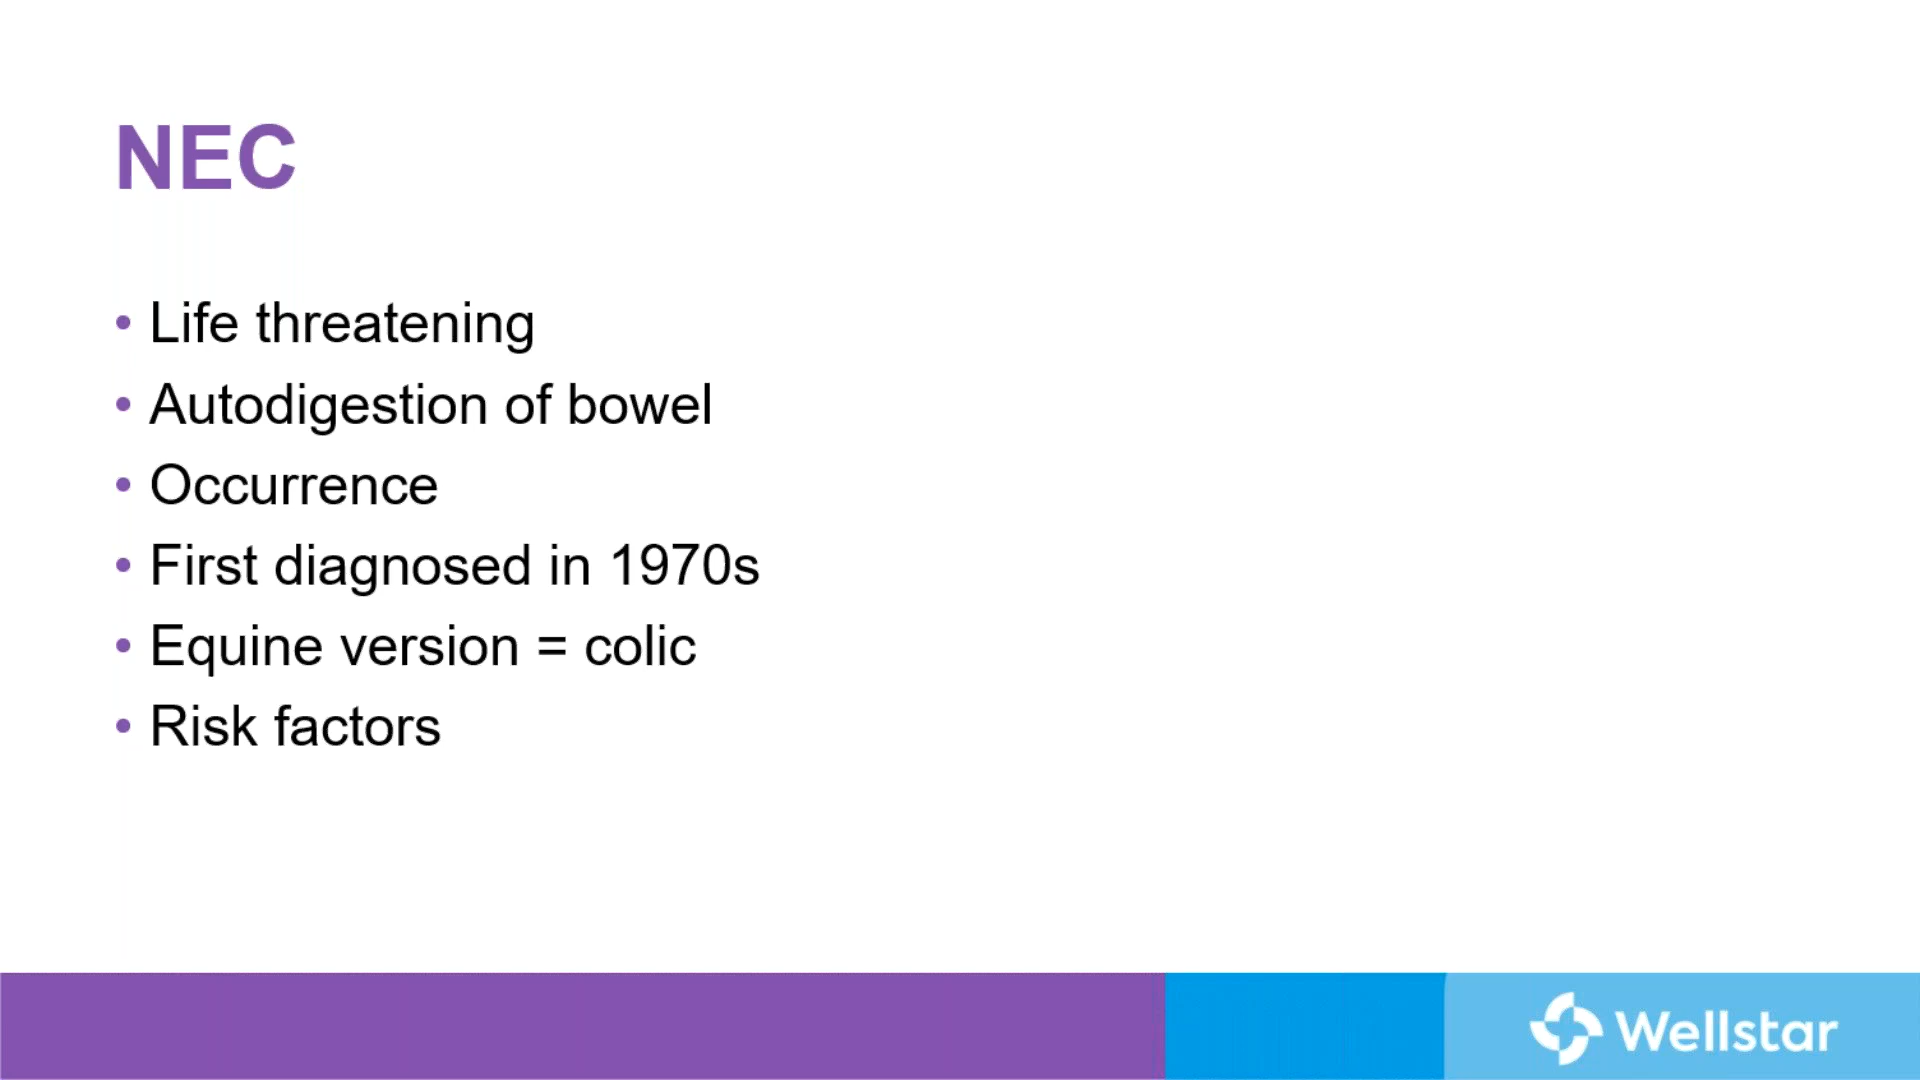 NEC
• Life threatening
• Autodigestion of bowel
• Occurrence
• First diagnosed in 1970s
• Equine version = colic
• Risk factors
Wellstar